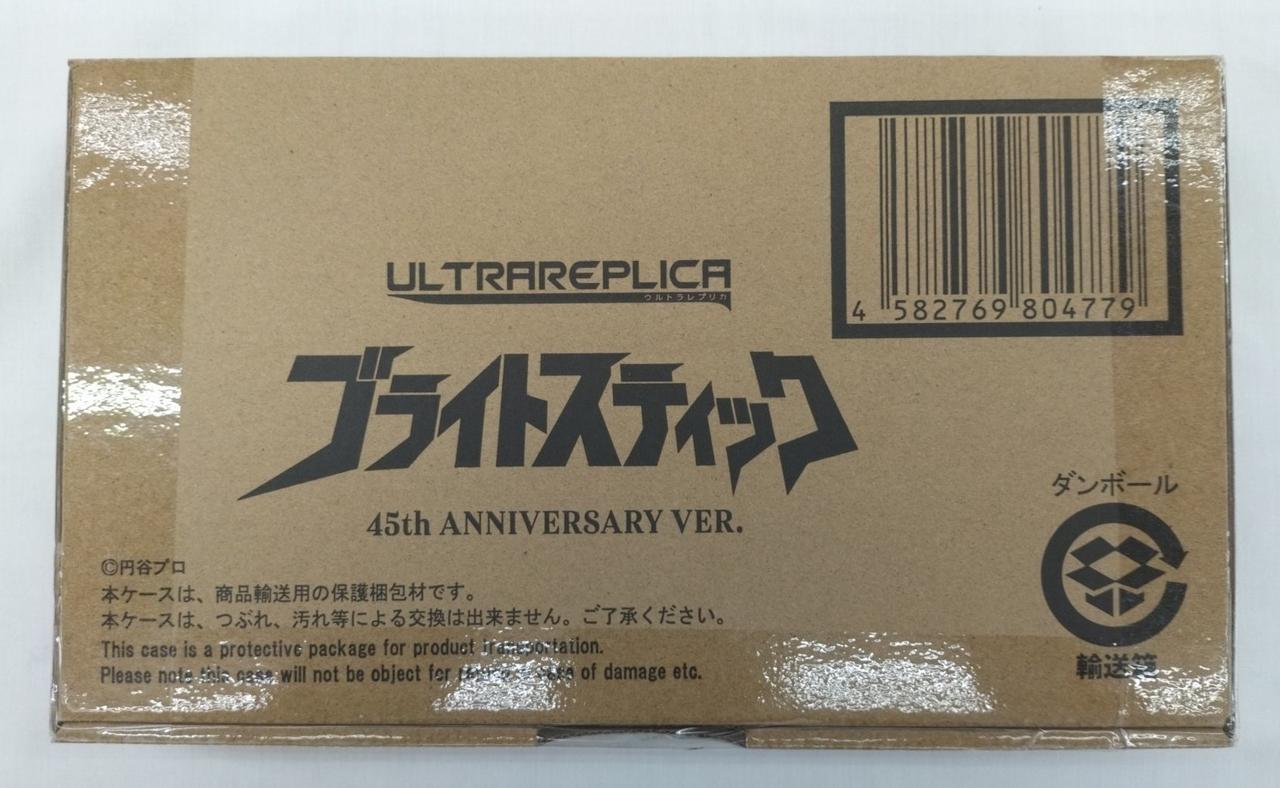 ULTRAREPLICA
ウルトラレプリカ
ブライトスティック
45th ANNIVERSARY VER.
4 582769 804779
ダンボール
輸送箱
©円谷プロ
本ケースは、商品輸送用の保護梱包材です。
本ケースは、つぶれ、汚れ等による交換は出来ません。ご了承ください。
This case is a protective package for product transportation.
Please note this case will not be object for of damage etc.